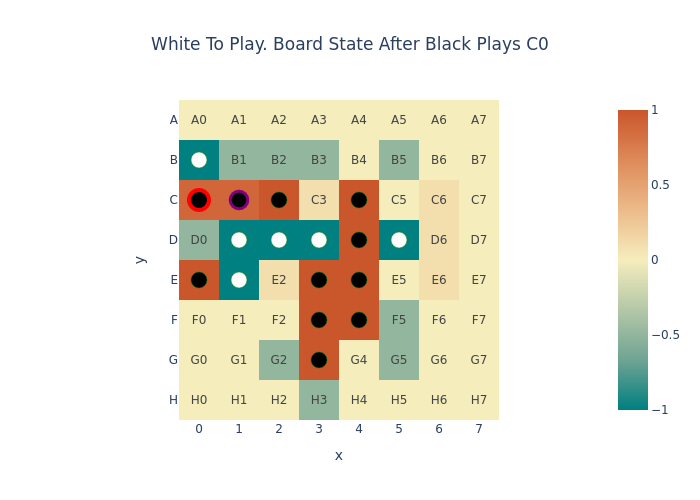 White To Play. Board State After Black Plays C0
A A0 A1 A2 A3 A4 A5 A6 A7 1
B B1 B2 B3 B4 B5 B6 B7 0.5
C C3 C5 C6 C7
D D0 D6 D7 0
y
E E2 E5 E6 E7
F F0 F1 F2 F5 F6 F7 −0.5
G G0 G1 G2 G4 G5 G6 G7
H H0 H1 H2 H3 H4 H5 H6 H7 −1
0 1 2 3 4 5 6 7
x